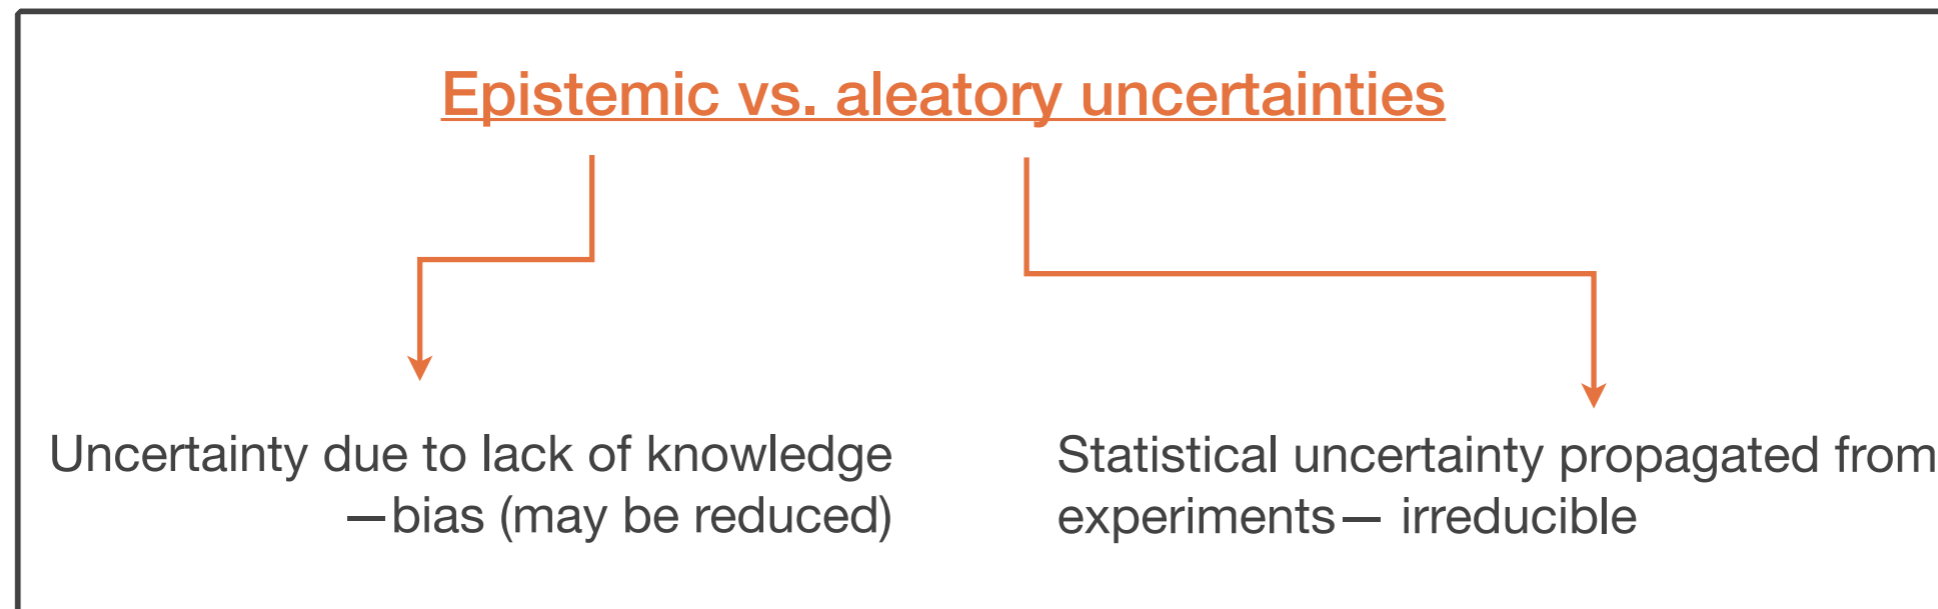 Epistemic vs. aleatory uncertainties
Uncertainty due to lack of knowledge
—bias (may be reduced)
Statistical uncertainty propagated from
experiments— irreducible